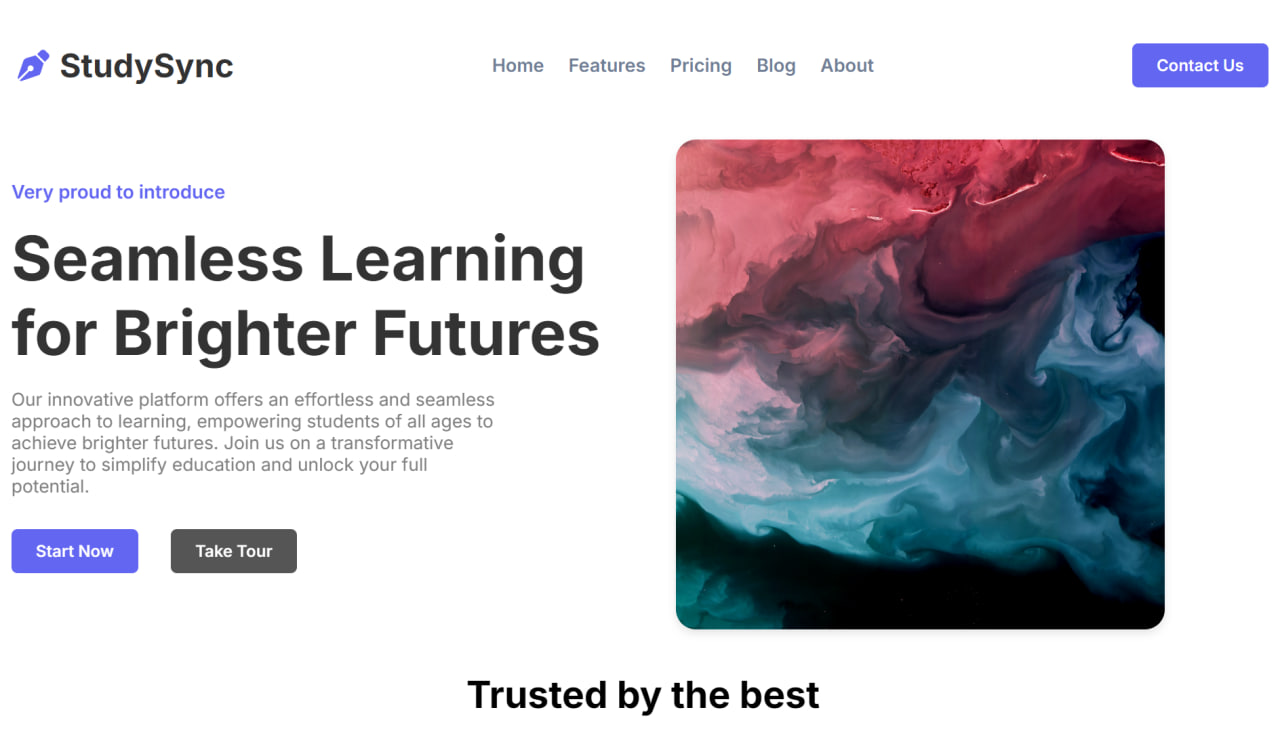 StudySync
Home Features Pricing Blog About
Contact Us
Very proud to introduce
Seamless Learning
for Brighter Futures
Our innovative platform offers an effortless and seamless
approach to learning, empowering students of all ages to
achieve brighter futures. Join us on a transformative
journey to simplify education and unlock your full
potential.
Start Now
Take Tour
Trusted by the best